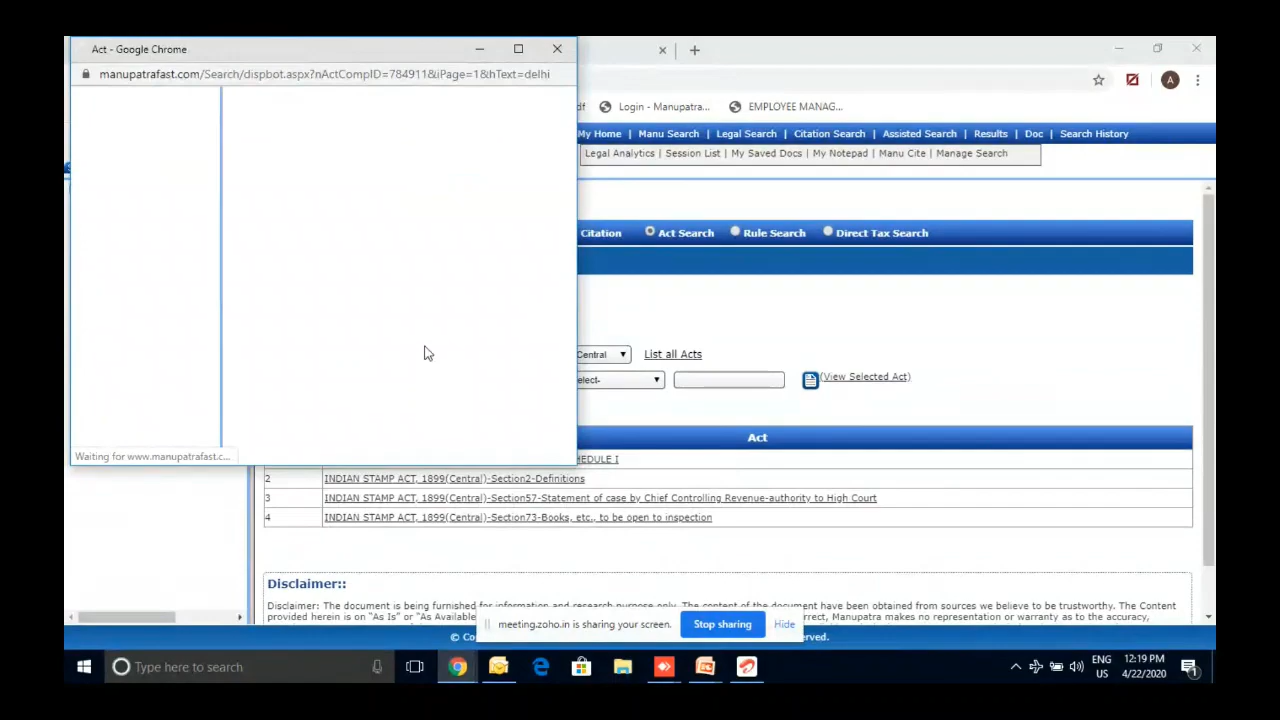 Act - Google Chrome
manupatrafast.com/Search/dispbot.aspx?nActCompID=784911&iPage=1&hText=delhi
df Login - Manupatra... EMPLOYEE MANAG...
A
My Home | Manu Search | Legal Search | Citation Search | Assisted Search | Results | Doc | Search History
Legal Analytics | Session List | My Saved Docs | My Notepad | Manu Cite | Manage Search
Citation Act Search Rule Search Direct Tax Search
Central List all Acts
elect- (View Selected Act)
Act
HEDULE I
2 INDIAN STAMP ACT, 1899(Central)-Section2-Definitions
3 INDIAN STAMP ACT, 1899(Central)-Section57-Statement of case by Chief Controlling Revenue-authority to High Court
4 INDIAN STAMP ACT, 1899(Central)-Section73-Books, etc., to be open to inspection
Waiting for www.manupatrafast.c...
Disclaimer::
Disclaimer: The document is being furnished for information and research purpose only. The content of the document have been obtained from sources we believe to be trustworthy. The Content
provided herein is on "As Is" or "As Available rrect, Manupatra makes no representation or warranty as to the accuracy,
meeting.zoho.in is sharing your screen. Stop sharing Hide
© Co erved.
Type here to search
ENG 12:19 PM
US 4/22/2020
1